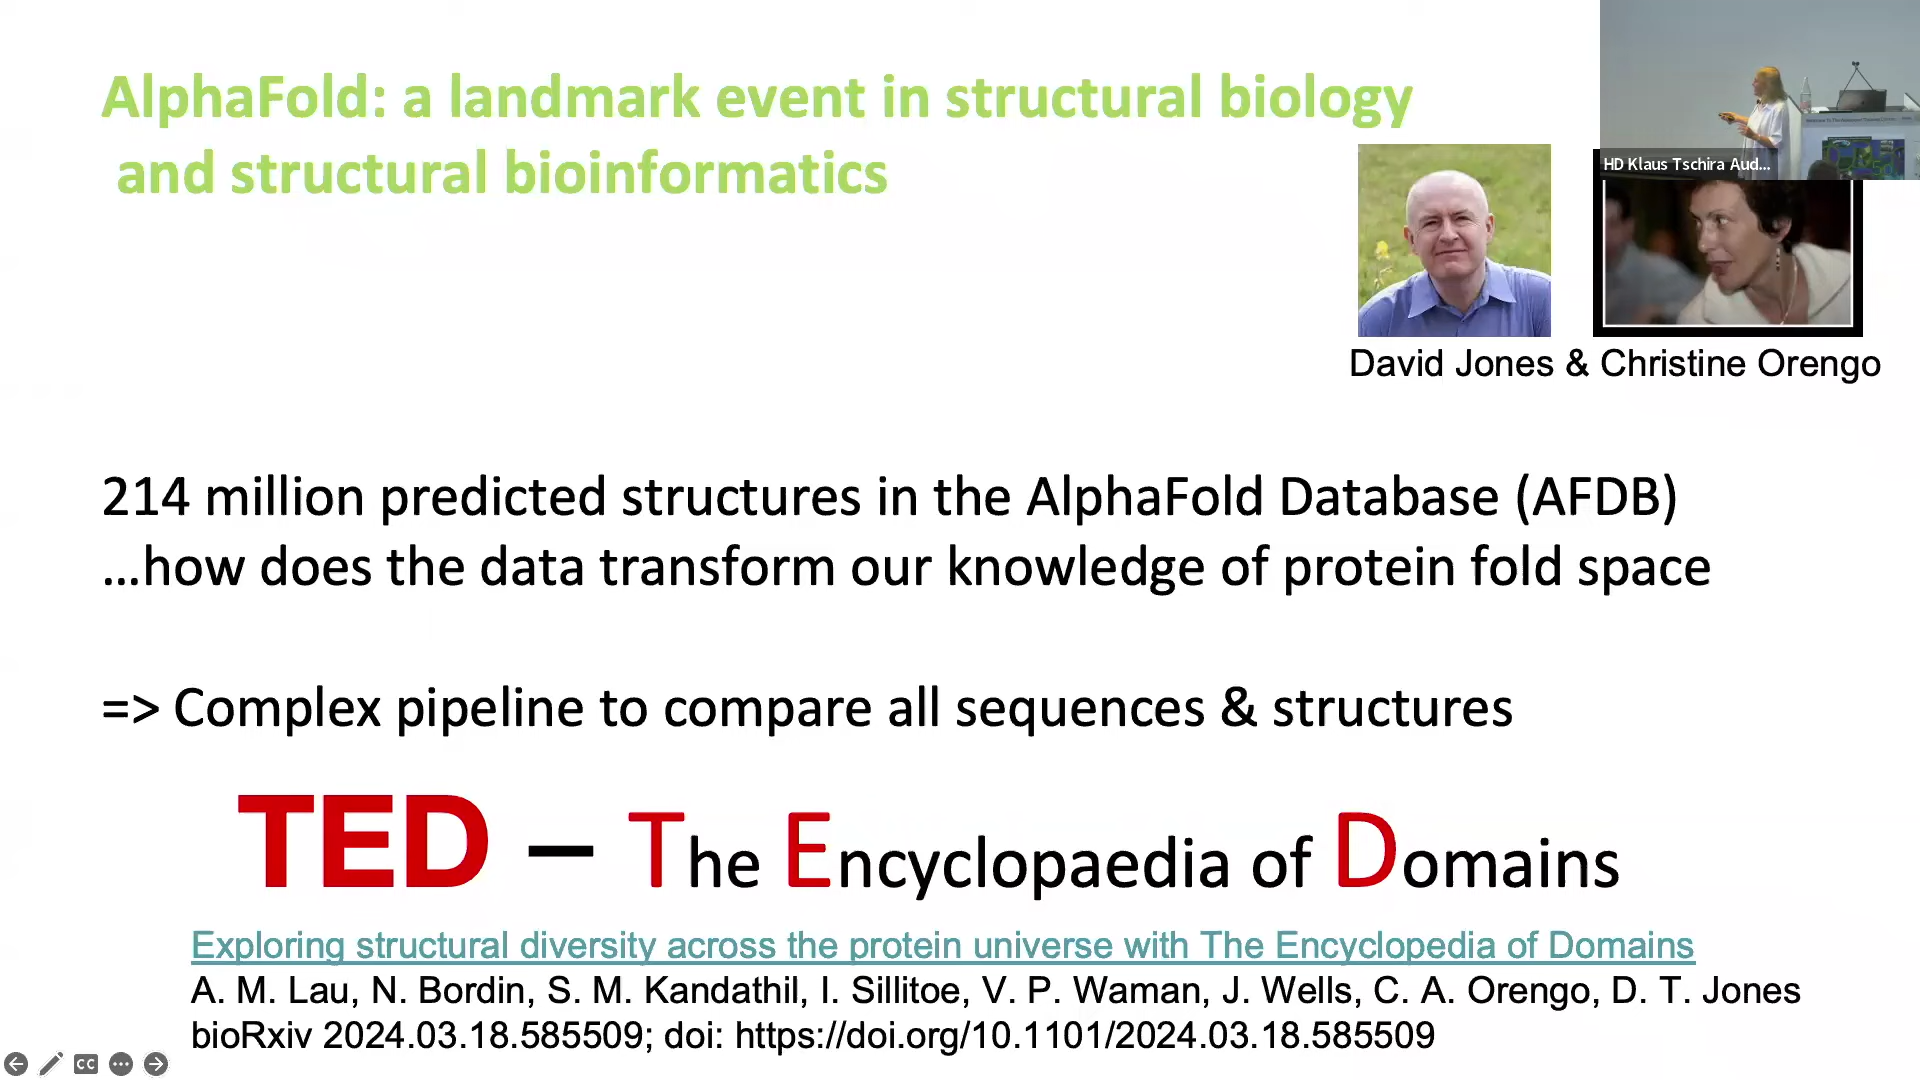 AlphaFold: a landmark event in structural biology
and structural bioinformatics
HD Klaus Tschira Aud...
David Jones & Christine Orengo
214 million predicted structures in the AlphaFold Database (AFDB)
...how does the data transform our knowledge of protein fold space
=> Complex pipeline to compare all sequences & structures
TED – The Encyclopaedia of Domains
Exploring structural diversity across the protein universe with The Encyclopedia of Domains
A. M. Lau, N. Bordin, S. M. Kandathil, I. Sillitoe, V. P. Waman, J. Wells, C. A. Orengo, D. T. Jones
bioRxiv 2024.03.18.585509; doi: https://doi.org/10.1101/2024.03.18.585509
CC